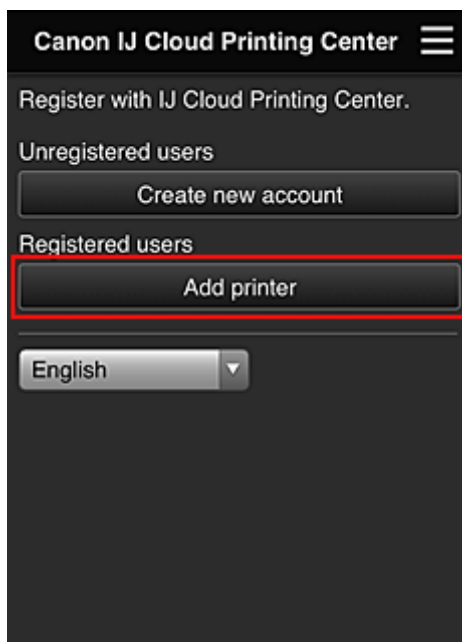 Canon IJ Cloud Printing Center
Register with IJ Cloud Printing Center.
Unregistered users
Create new account
Registered users
Add printer
English